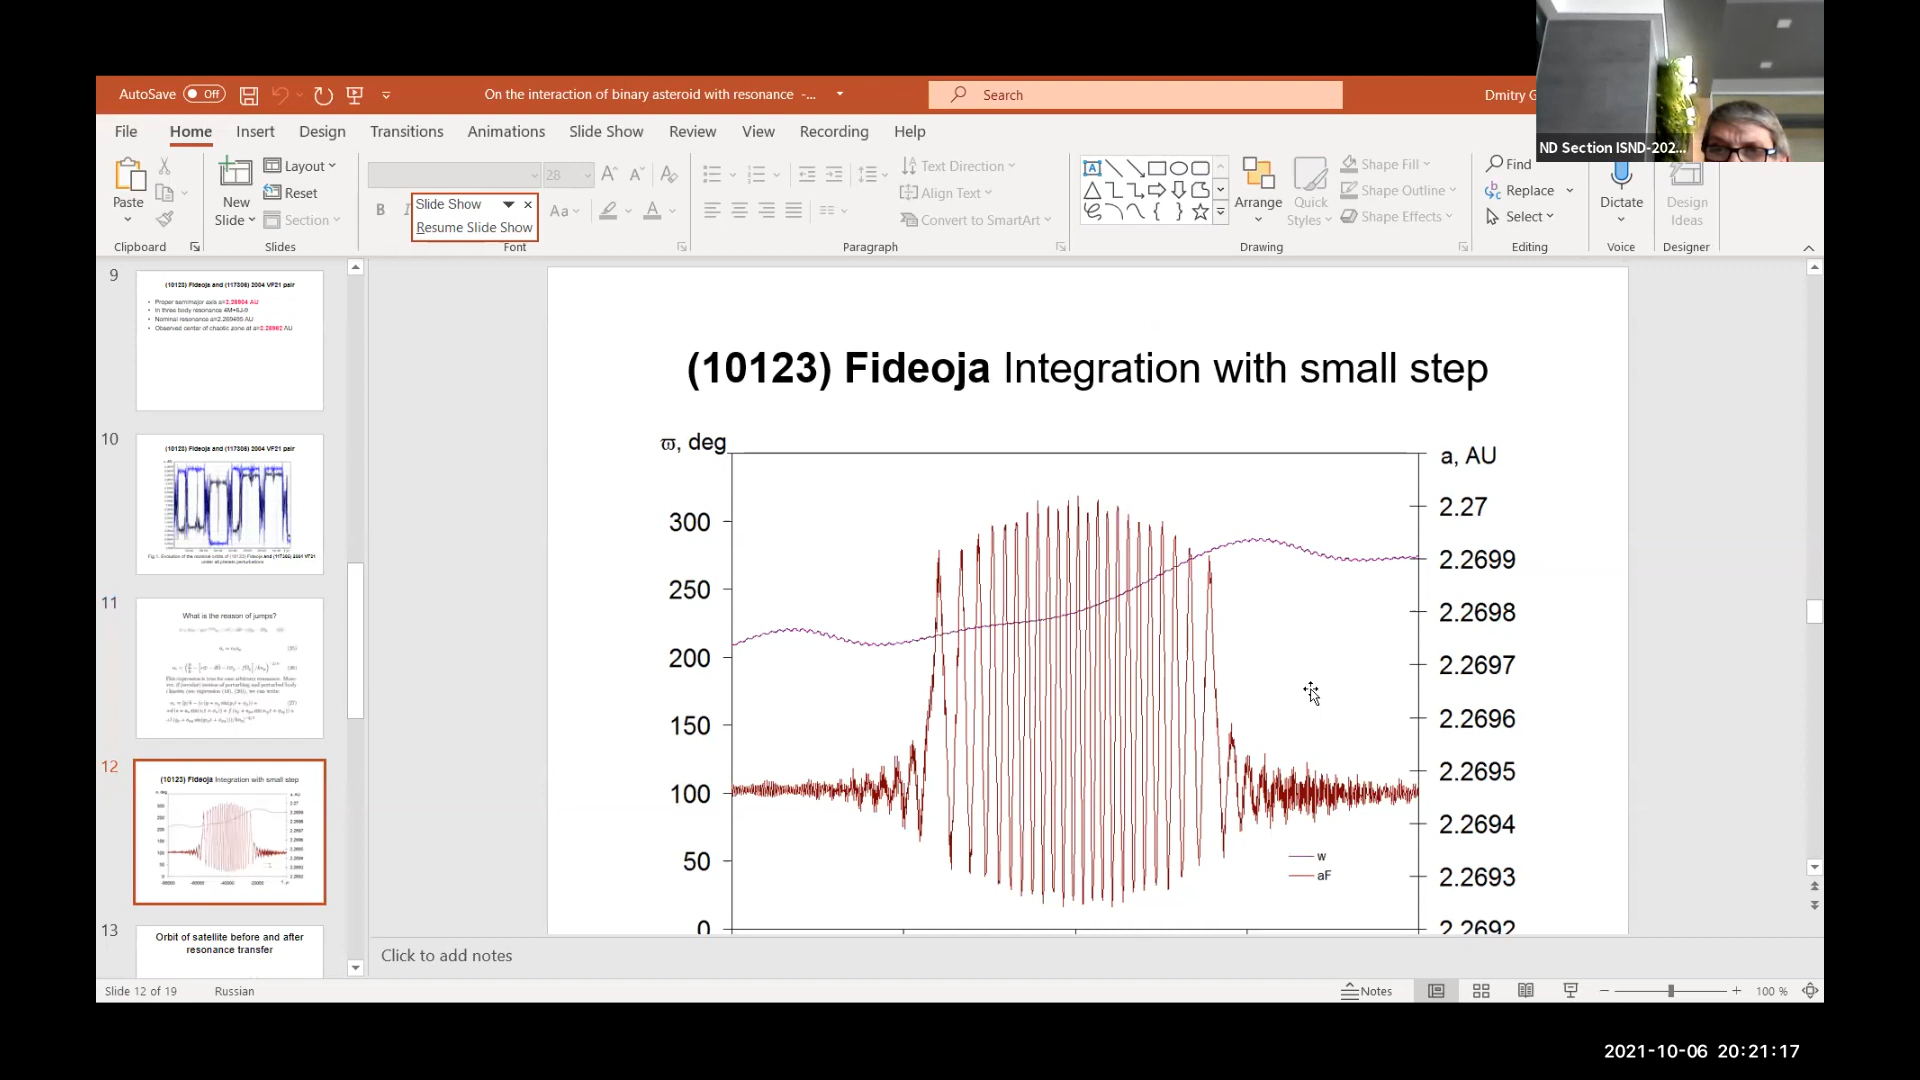 AutoSave Off
On the interaction of binary asteroid with resonance -...
Search
Dmitry G
ND Section ISND-202...
File Home Insert Design Transitions Animations Slide Show Review View Recording Help
Paste
Clipboard
New Slide
Layout
Reset
Section
Slides
28
B
Aa
Slide Show
Resume Slide Show
Font
Text Direction
Align Text
Convert to SmartArt
Paragraph
Arrange
Quick Styles
Shape Fill
Shape Outline
Shape Effects
Drawing
Find
Replace
Select
Editing
Dictate
Voice
Design Ideas
Designer
9
(10123) Fideoja and (117306) 2004 VF21 pair
10
(10123) Fideoja and (117306) 2004 VF21 pair
11
What is the reason of jumps?
12
(10123) Fideoja Integration with small step
13
Orbit of satellite before and after
resonance transfer
(10123) Fideoja Integration with small step
ϖ, deg
a, AU
300
250
200
150
100
50
0
2.27
2.2699
2.2698
2.2697
2.2696
2.2695
2.2694
2.2693
2.2692
w
aF
Click to add notes
Slide 12 of 19
Russian
Notes
100 %
2021-10-06 20:21:17